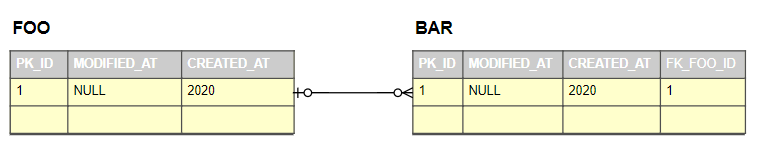 FOO BAR
PK_ID MODIFIED_AT CREATED_AT PK_ID MODIFIED_AT CREATED_AT FK_FOO_ID
1 NULL 2020 1 NULL 2020 1